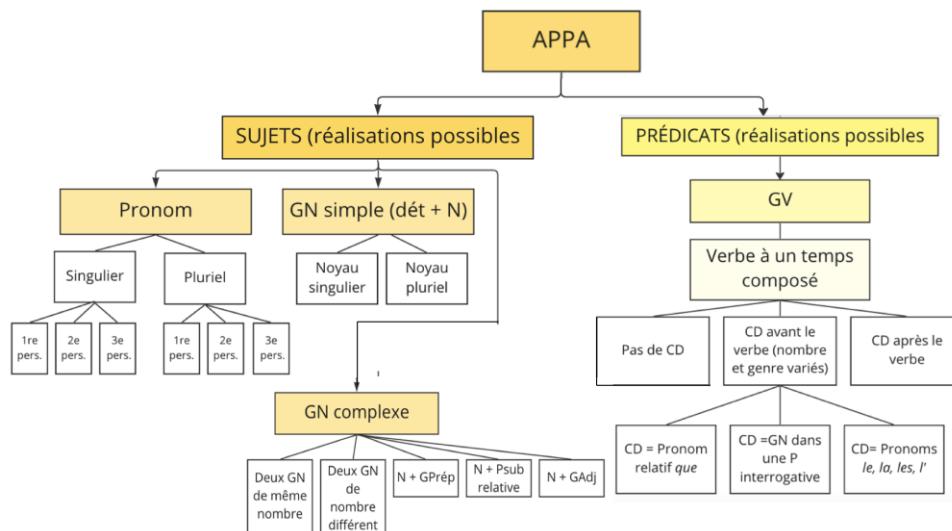 APPA
SUJETS (réalisations possibles
PRÉDICATS (réalisations possibles
Pronom
GN simple (dét + N)
GV
Singulier
Pluriel
Noyau
singulier
Noyau
pluriel
Verbe à un temps
composé
1re
pers.
2e
pers.
3e
pers.
1re
pers.
2e
pers.
3e
pers.
Pas de CD
CD avant le
verbe (nombre
et genre variés)
CD après le
verbe
GN complexe
CD = Pronom
relatif que
CD =GN dans
une P
interrogative
CD= Pronoms
le, la, les, l'
Deux GN
de même
nombre
Deux GN
de
nombre
différent
N + GPrép
N + Psub
relative
N + GAdj